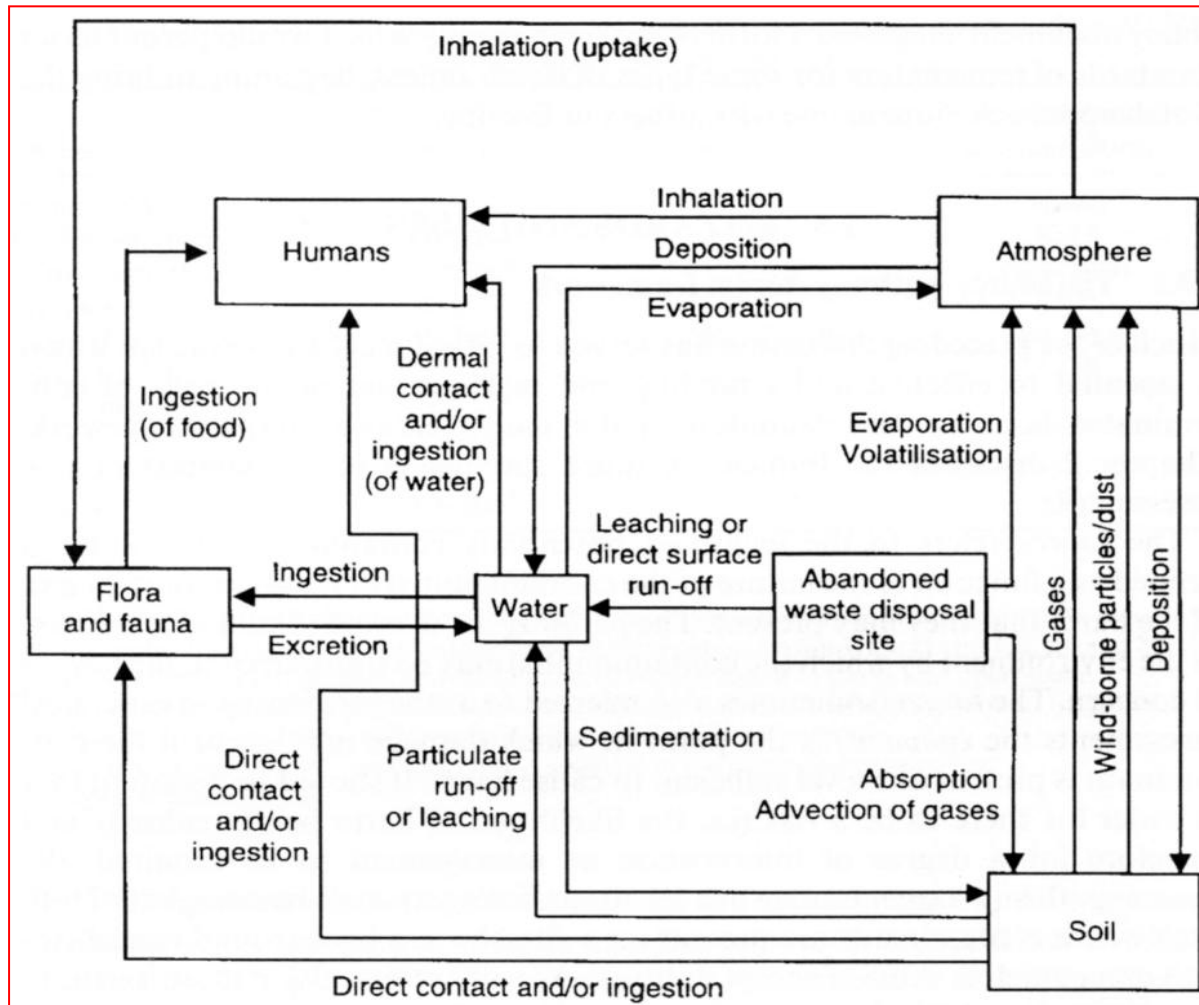 Inhalation (uptake)
Humans
Inhalation
Deposition
Evaporation
Atmosphere
Ingestion
(of food)
Dermal
contact
and/or
ingestion
(of water)
Evaporation
Volatilisation
Gases
Wind-bone particles/dust
Deposition
Flora
and fauna
Ingestion
Excretion
Water
Leaching or
direct surface
run-off
Abandoned
waste disposal
site
Direct
contact
and/or
ingestion
Particulate
run-off
or leaching
Sedimentation
Absorption
Advection of gases
Soil
Direct contact and/or ingestion